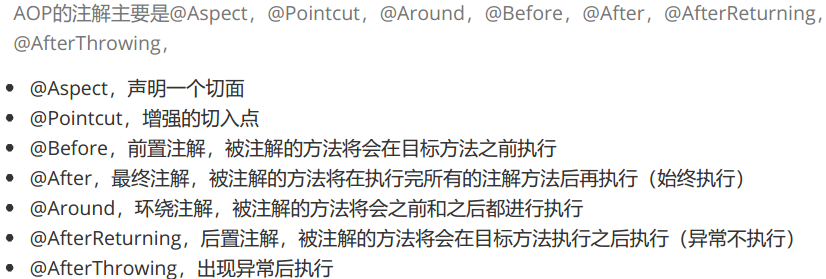 AOP的注解主要是@Aspect，@Pointcut，@Around，@Before，@After，@AfterReturning，
@AfterThrowing，
@Aspect，声明一个切面
@Pointcut，增强的切入点
@Before，前置注解，被注解的方法将会在目标方法之前执行
@After，最终注解，被注解的方法将在执行完所有的注解方法后再执行（始终执行）
@Around，环绕注解，被注解的方法将会之前和之后都进行执行
@AfterReturning，后置注解，被注解的方法将会在目标方法执行之后执行（异常不执行）
@AfterThrowing，出现异常后执行